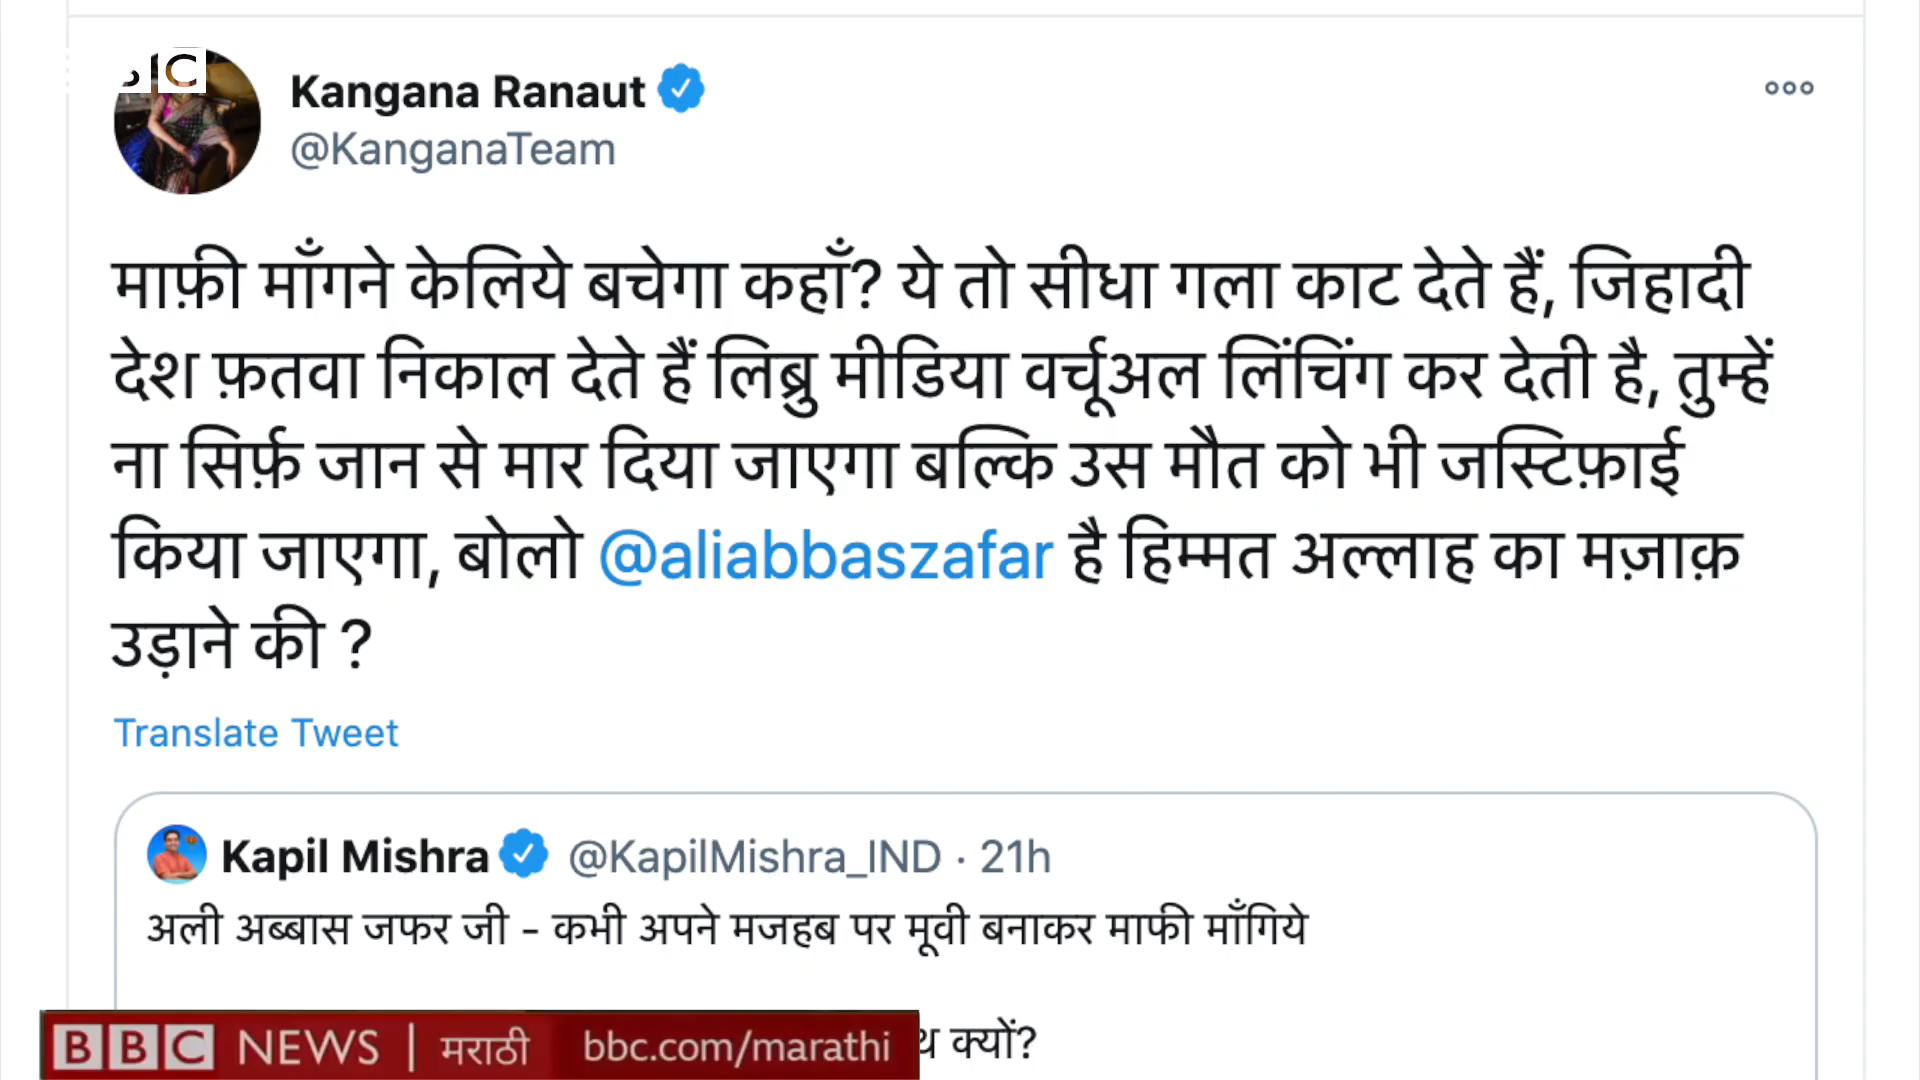 BBC
Kangana Ranaut
@KanganaTeam
माफ़ी माँगने केलिये बचेगा कहाँ? ये तो सीधा गला काट देते हैं, जिहादी
देश फ़तवा निकाल देते हैं लिब्रु मीडिया वर्चूअल लिंचिंग कर देती है, तुम्हें
ना सिर्फ़ जान से मार दिया जाएगा बल्कि उस मौत को भी जस्टिफ़ाई
किया जाएगा, बोलो @aliabbaszafar है हिम्मत अल्लाह का मज़ाक़
उड़ाने की ?
Translate Tweet
Kapil Mishra @KapilMishra_IND · 21h
अली अब्बास जफर जी - कभी अपने मजहब पर मूवी बनाकर माफी माँगिये
क्यों?
BBC NEWS | मराठी bbc.com/marathi